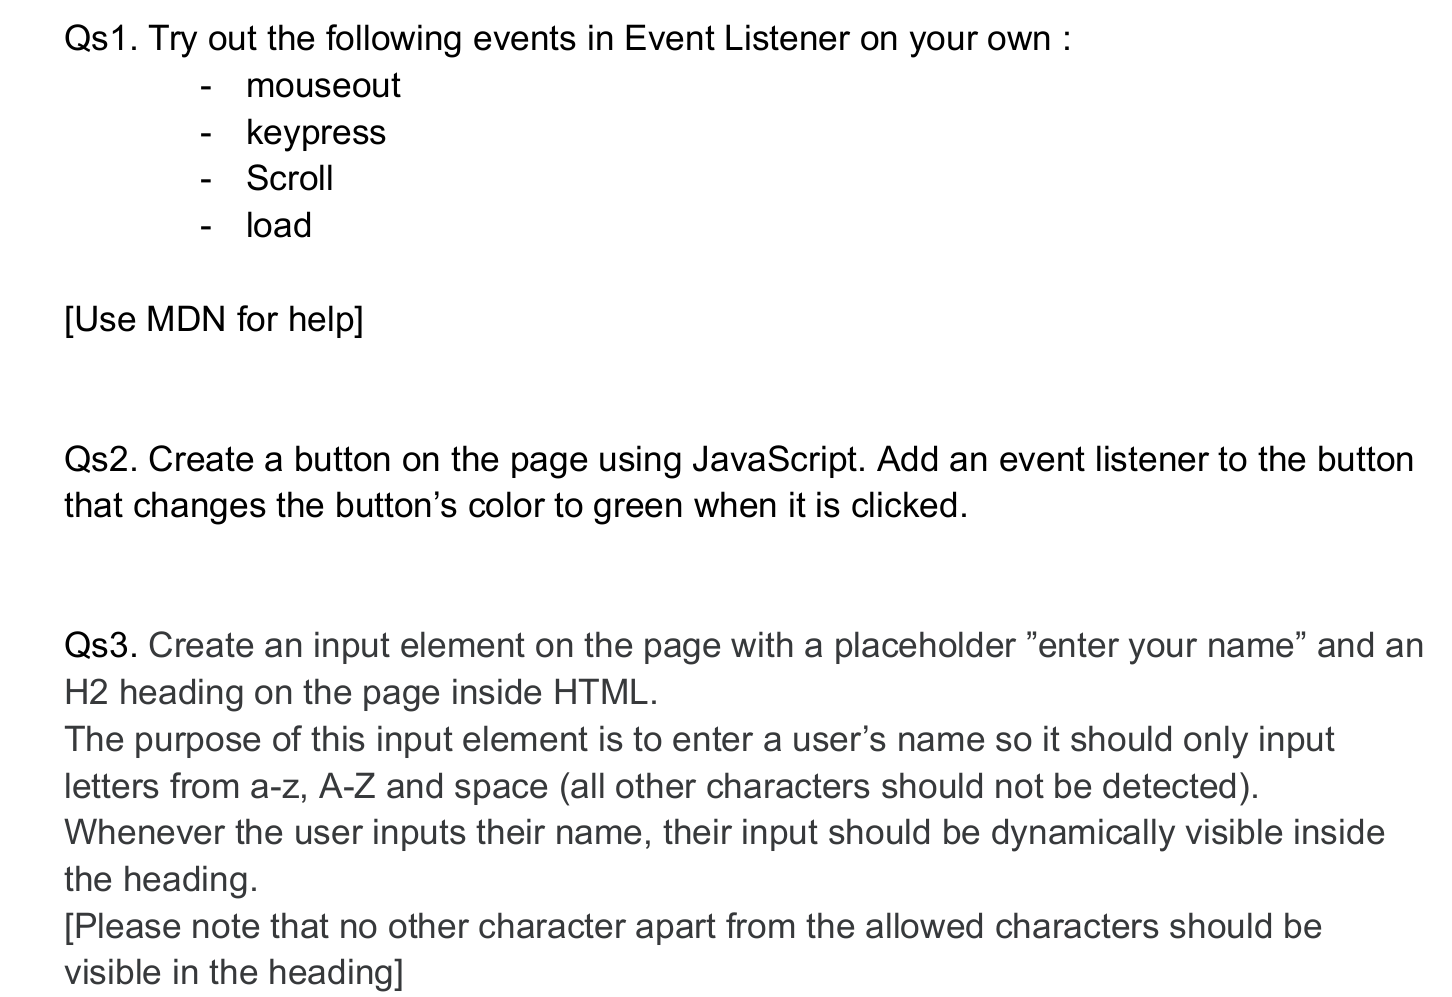 Qs1. Try out the following events in Event Listener on your own :
- mouseout
- keypress
- Scroll
- load
[Use MDN for help]
Qs2. Create a button on the page using JavaScript. Add an event listener to the button
that changes the button’s color to green when it is clicked.
Qs3. Create an input element on the page with a placeholder ”enter your name” and an
H2 heading on the page inside HTML.
The purpose of this input element is to enter a user’s name so it should only input
letters from a-z, A-Z and space (all other characters should not be detected).
Whenever the user inputs their name, their input should be dynamically visible inside
the heading.
[Please note that no other character apart from the allowed characters should be
visible in the heading]